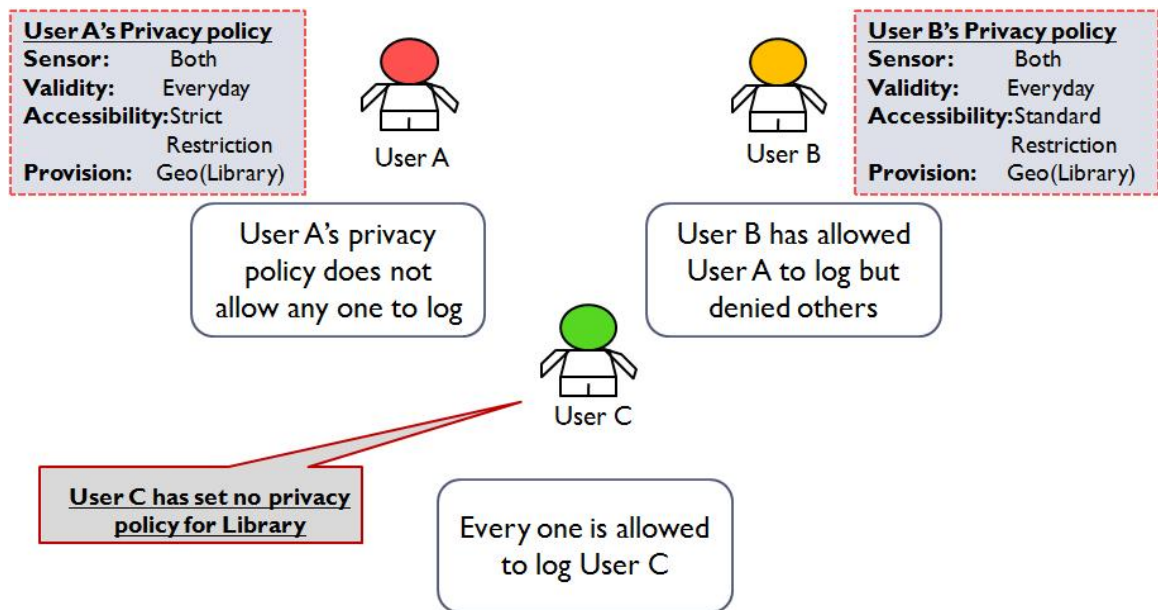 User A's Privacy policy
Sensor: Both
Validity: Everyday
Accessibility:Strict
Restriction
Provision: Geo(Library)
User A
User B
User B's Privacy policy
Sensor: Both
Validity: Everyday
Accessibility:Standard
Restriction
Provision: Geo(Library)
User A's privacy
policy does not
allow any one to log
User B has allowed
User A to log but
denied others
User C
User C has set no privacy
policy for Library
Every one is allowed
to log User C